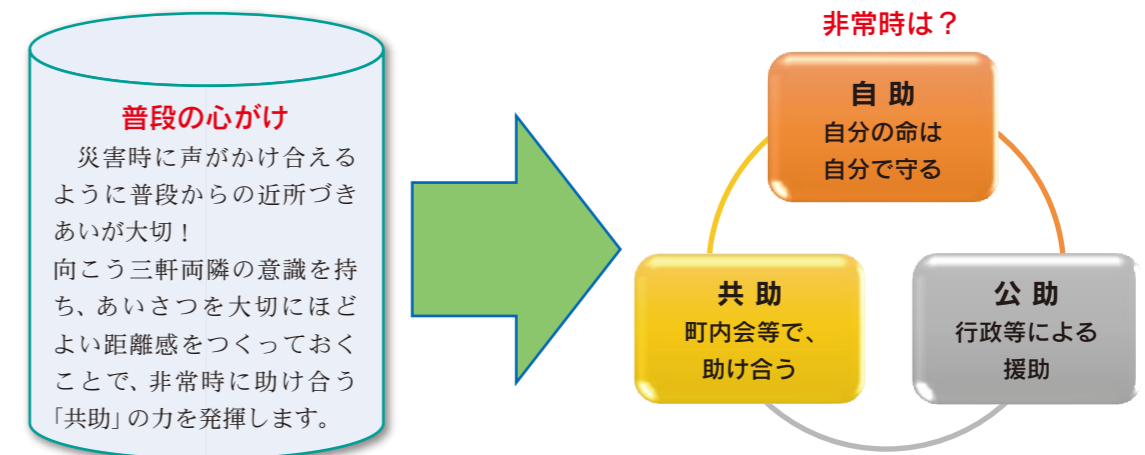 普段の心がけ
災害時に声がかけ合える
ように普段からの近所づき
あいが大切！
向こう三軒両隣の意識を持
ち、あいさつを大切にほど
よい距離感をつくっておく
ことで、非常時に助け合う
「共助」の力を発揮します。
非常時は？
自 助
自分の命は
自分で守る
共 助
町内会等で、
助け合う
公 助
行政等による
援助